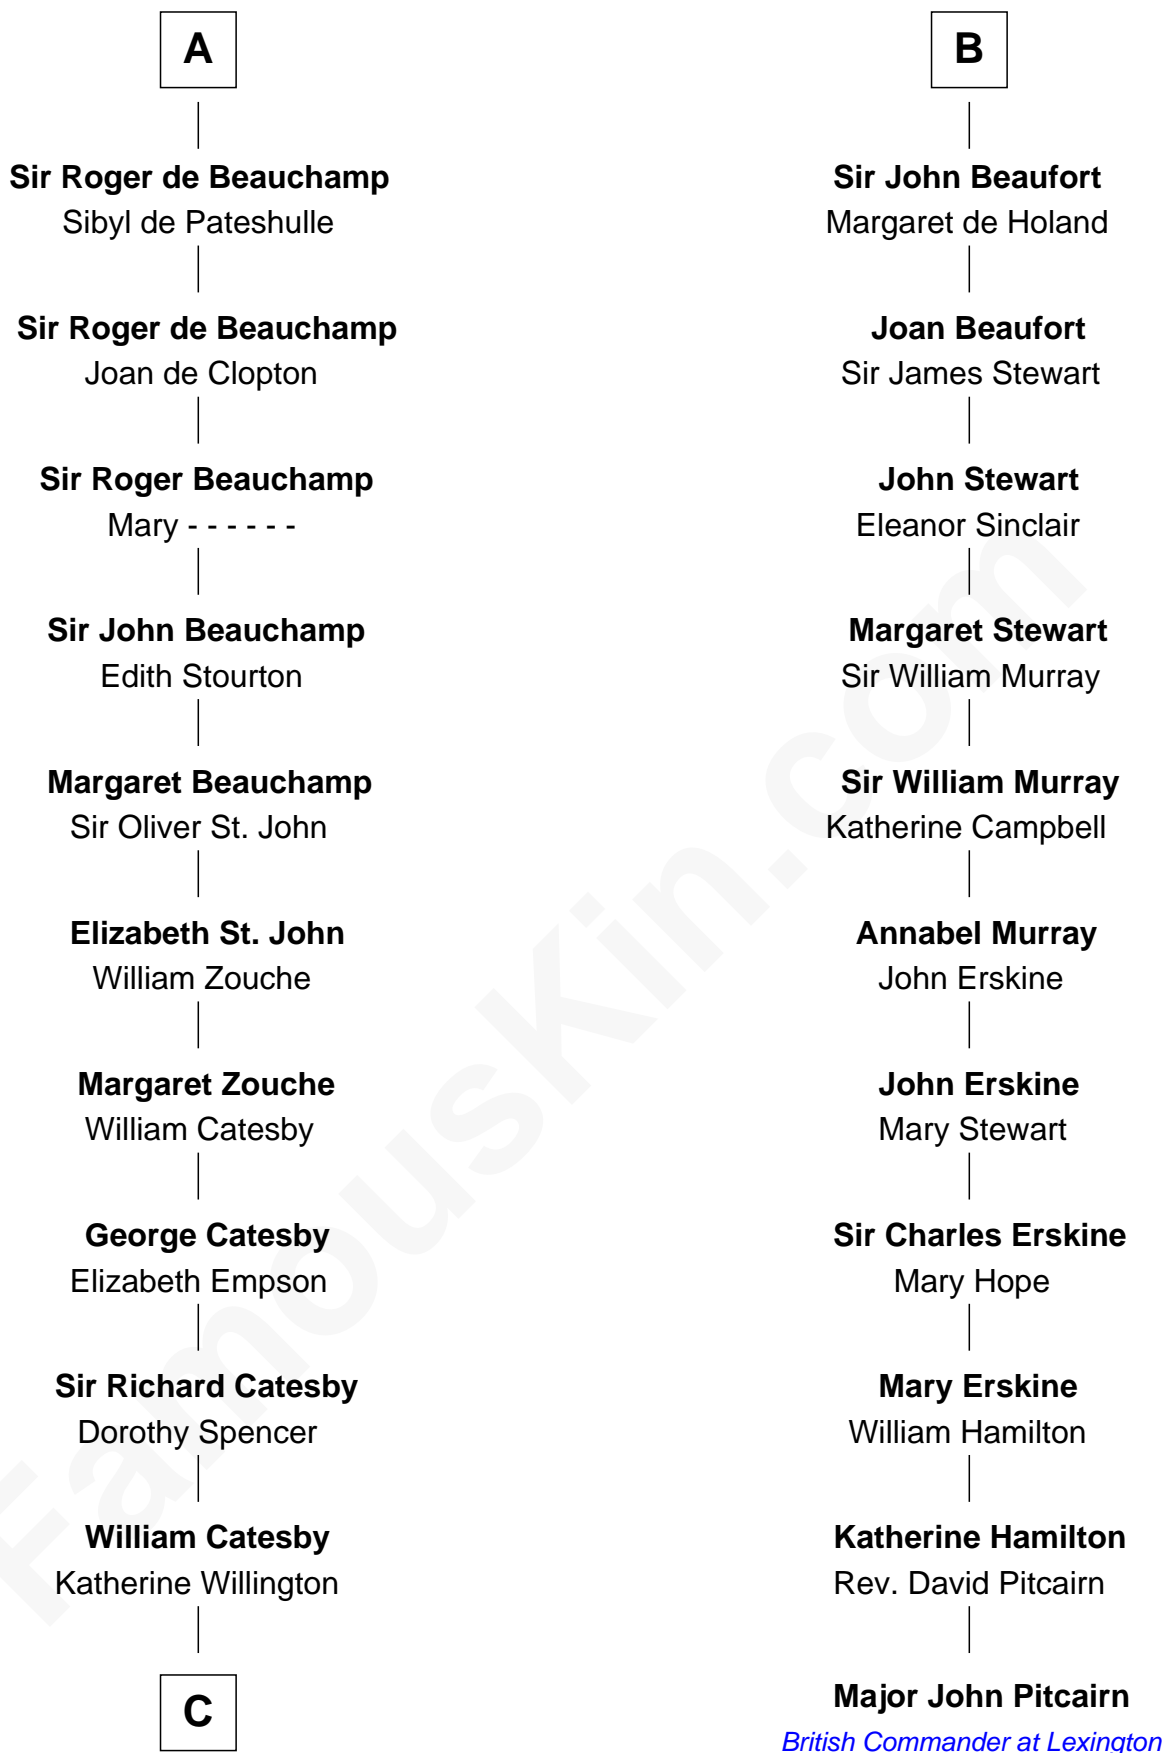 A
Sir Roger de Beauchamp
Sibyl de Pateshulle
Sir Roger de Beauchamp
Joan de Clopton
Sir Roger Beauchamp
Mary - - - - - -
Sir John Beauchamp
Edith Stourton
Margaret Beauchamp
Sir Oliver St. John
Elizabeth St. John
William Zouche
Margaret Zouche
William Catesby
George Catesby
Elizabeth Empson
Sir Richard Catesby
Dorothy Spencer
William Catesby
Katherine Willington
C
B
Sir John Beaufort
Margaret de Holand
Joan Beaufort
Sir James Stewart
John Stewart
Eleanor Sinclair
Margaret Stewart
Sir William Murray
Sir William Murray
Katherine Campbell
Annabel Murray
John Erskine
John Erskine
Mary Stewart
Sir Charles Erskine
Mary Hope
Mary Erskine
William Hamilton
Katherine Hamilton
Rev. David Pitcairn
Major John Pitcairn
British Commander at Lexington
FamousKin.com